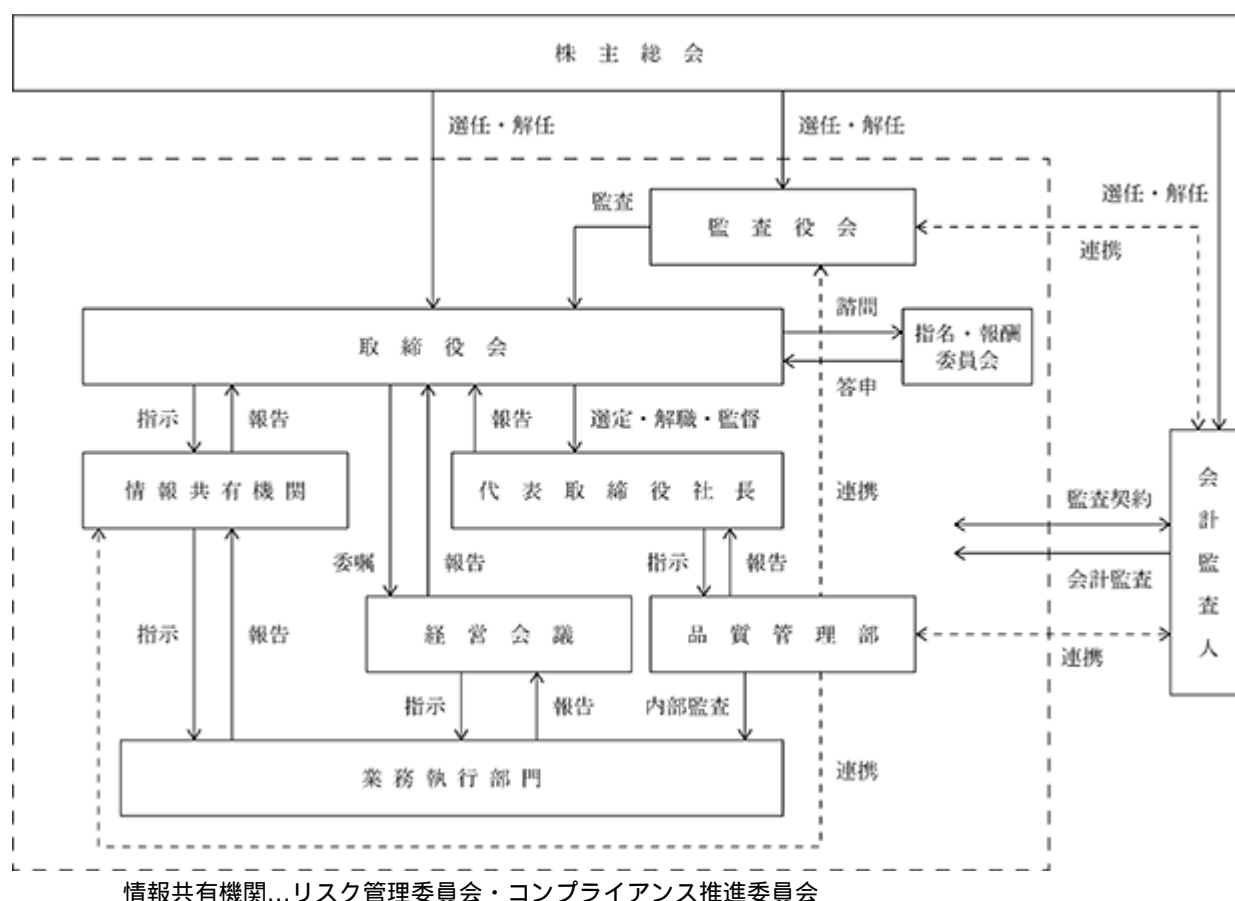 株主総会
選任・解任
選任・解任
選任・解任
監査
監査役会
連携
諮問
取締役会
指名・報酬
委員会
答申
指示
報告
報告
選定・解職・監督
情報共有機関
代表取締役社長
連携
会計監査人
監査契約
委嘱
報告
指示
報告
会計監査
指示
報告
経営会議
品質管理部
連携
指示
報告
内部監査
業務執行部門
連携
情報共有機関…リスク管理委員会・コンプライアンス推進委員会